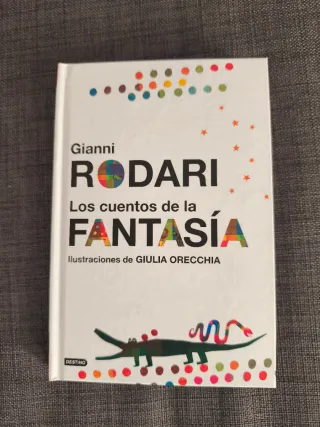 Gianni
RODARI
Los cuentos de la
FANTASÍA
Ilustraciones de GIULIA ORECCHIA
DESTINO